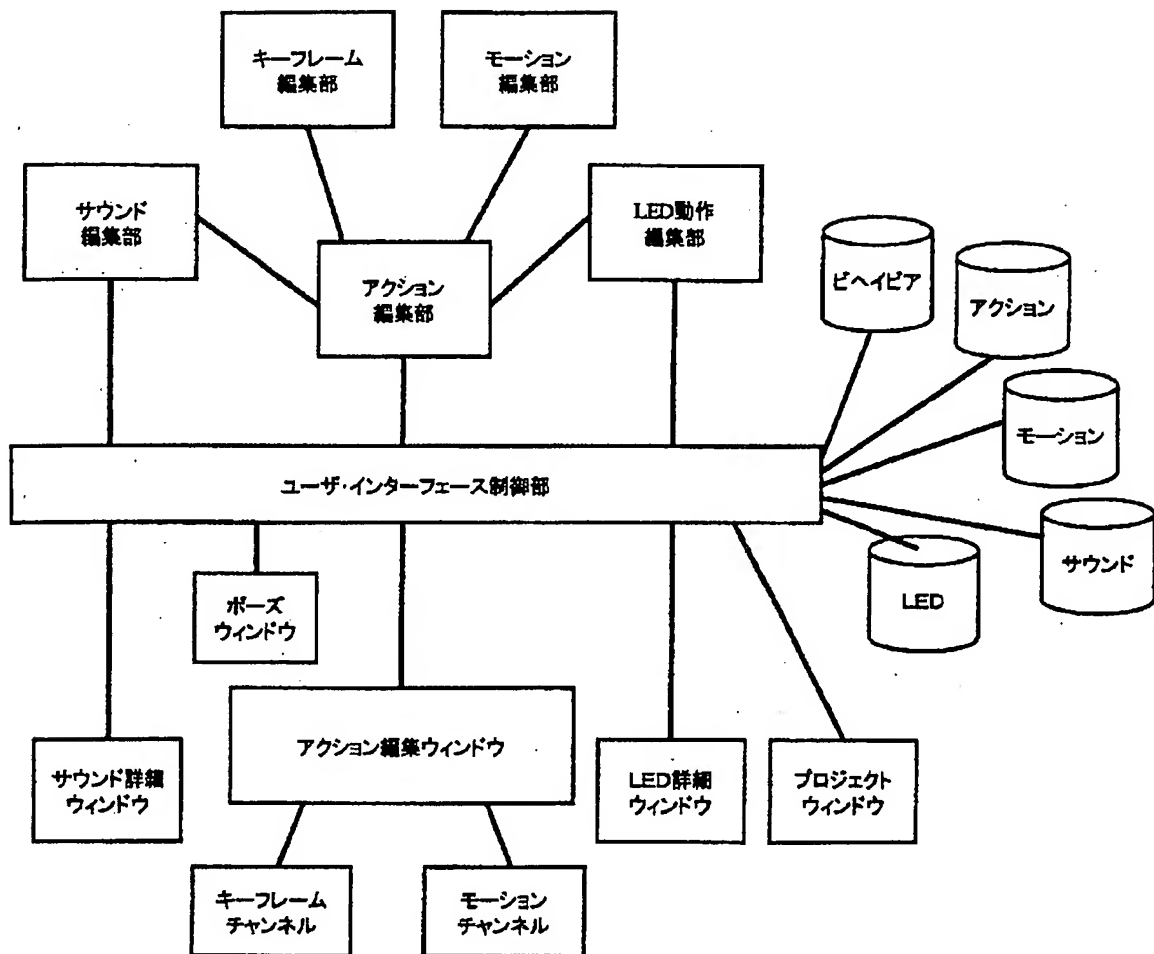 キーフレーム
編集部
モーション
編集部
サウンド
編集部
LED動作
編集部
アクション
編集部
ビヘイビア
アクション
モーション
サウンド
LED
ユーザ・インターフェース制御部
ポーズ
ウィンドウ
アクション編集ウィンドウ
サウンド詳細
ウィンドウ
LED詳細
ウィンドウ
プロジェクト
ウィンドウ
キーフレーム
チャンネル
モーション
チャンネル